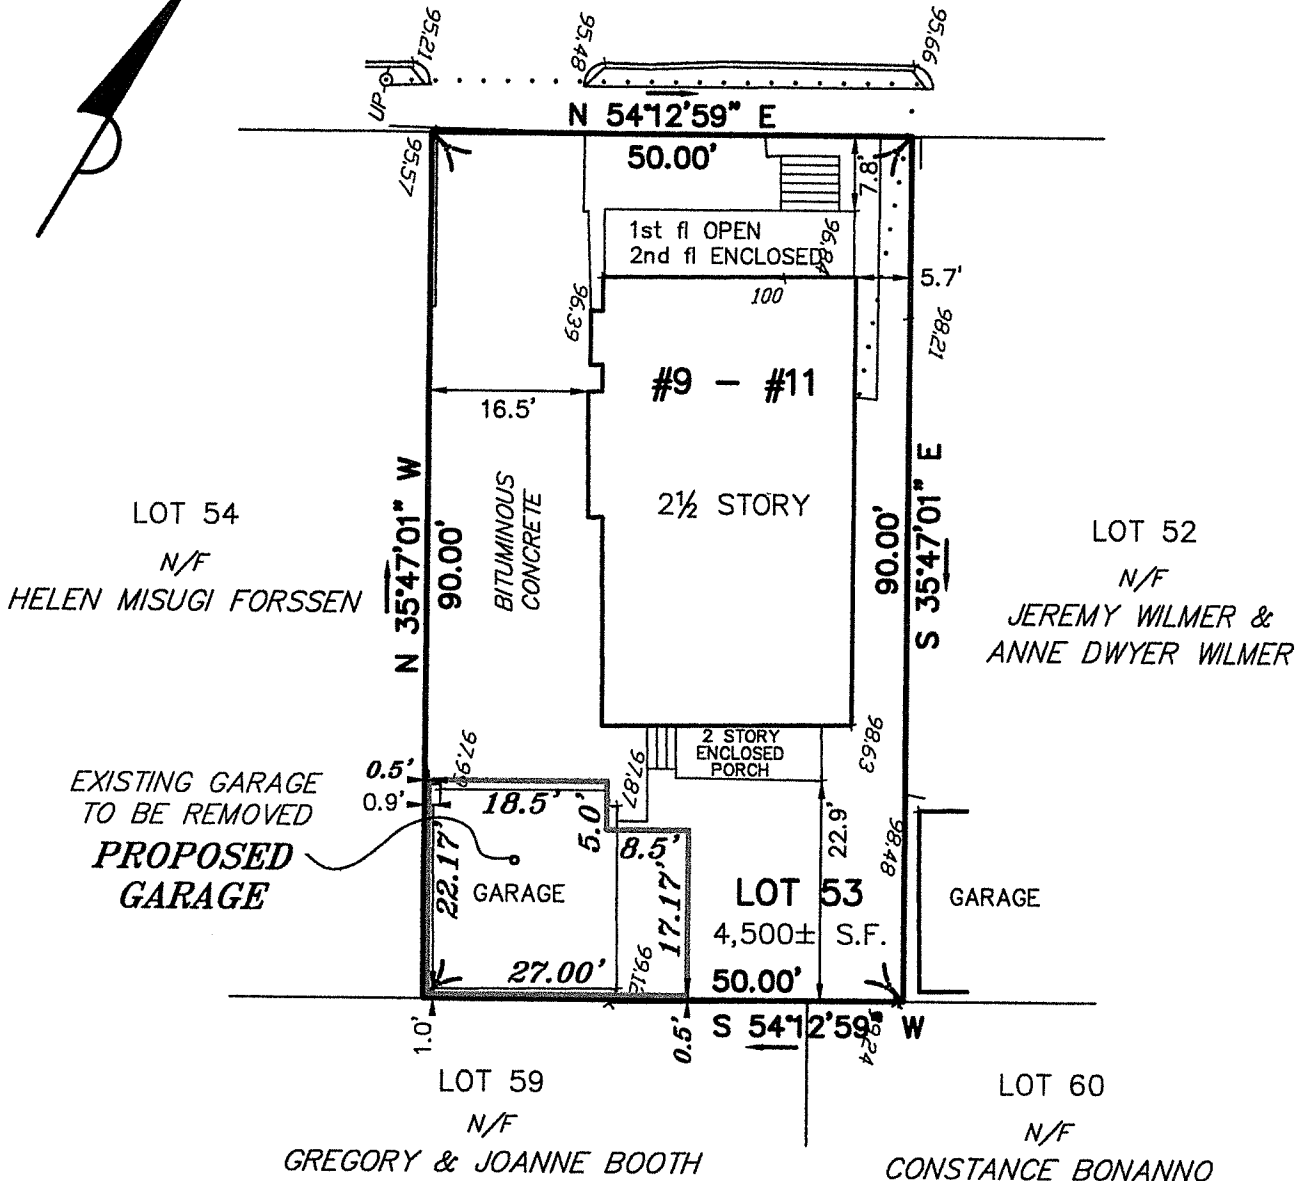 95.21
95.48
95.66
UP
N 54°12'59" E
50.00'
95.57
7.8'
1st fl OPEN
2nd fl ENCLOSED
96.84
5.7'
100
96.39
98.21
#9 – #11
16.5'
2½ STORY
BITUMINOUS
CONCRETE
LOT 54
N/F
HELEN MISUGI FORSSEN
N 35°47'01" W
90.00'
90.00'
S 35°47'01" E
LOT 52
N/F
JEREMY WILMER &
ANNE DWYER WILMER
2 STORY
ENCLOSED
PORCH
98.63
97.87
0.5'
0.9'
EXISTING GARAGE
TO BE REMOVED
PROPOSED
GARAGE
18.5'
5.0'
8.5'
22.9'
98.48
22.17'
GARAGE
17.17'
LOT 53
4,500± S.F.
GARAGE
27.00'
99.12
50.00'
1.0'
0.5'
S 54°12'59" W
99.24
LOT 59
N/F
GREGORY & JOANNE BOOTH
LOT 60
N/F
CONSTANCE BONANNO